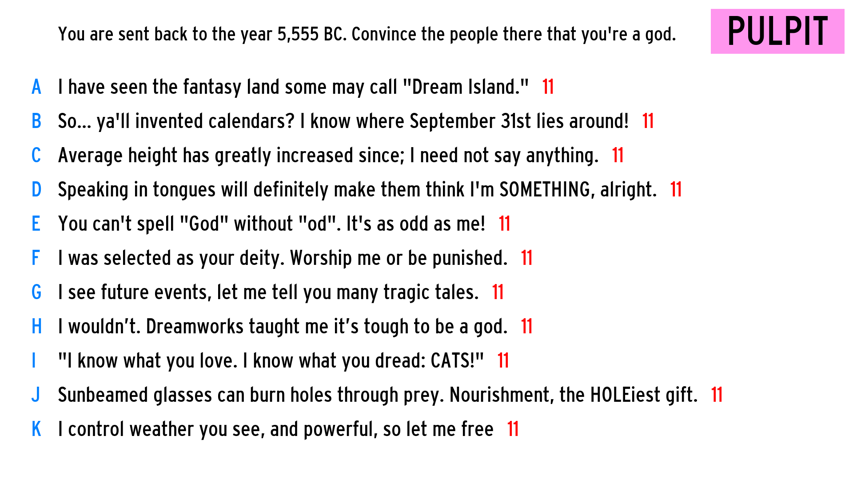 You are sent back to the year 5,555 BC. Convince the people there that you're a god.
PULPIT
A I have seen the fantasy land some may call "Dream Island." 11
B So... ya'll invented calendars? I know where September 31st lies around! 11
C Average height has greatly increased since; I need not say anything. 11
D Speaking in tongues will definitely make them think I'm SOMETHING, alright. 11
E You can't spell "God" without "od". It's as odd as me! 11
F I was selected as your deity. Worship me or be punished. 11
G I see future events, let me tell you many tragic tales. 11
H I wouldn’t. Dreamworks taught me it’s tough to be a god. 11
I "I know what you love. I know what you dread: CATS!" 11
J Sunbeamed glasses can burn holes through prey. Nourishment, the HOLEiest gift. 11
K I control weather you see, and powerful, so let me free 11